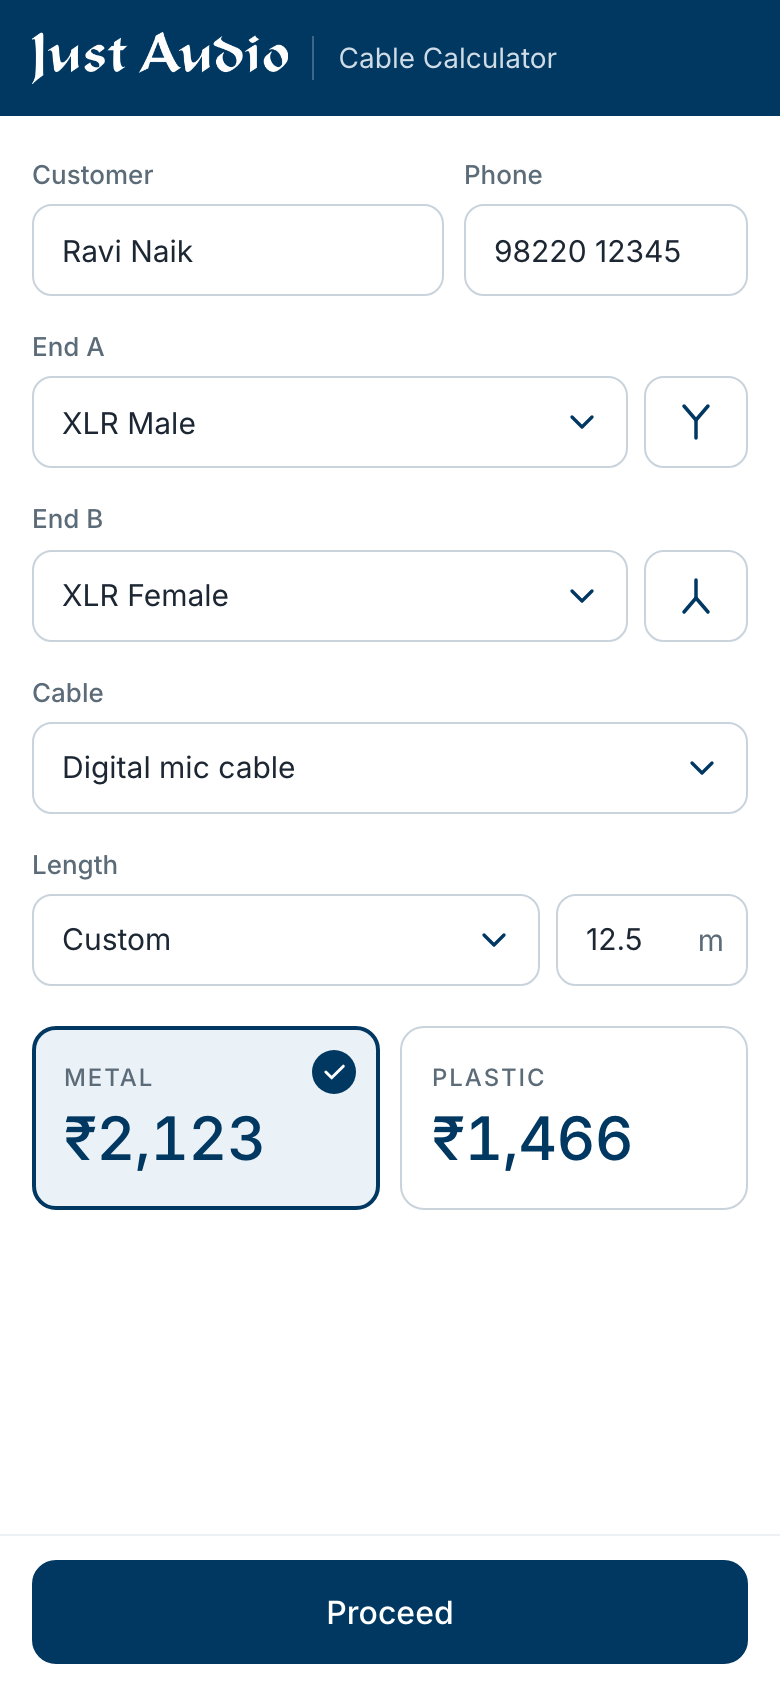 Just Audio Cable Calculator
Customer Phone
Ravi Naik 98220 12345
End A
XLR Male
End B
XLR Female
Cable
Digital mic cable
Length
Custom 12.5 m
METAL PLASTIC
₹2,123 ₹1,466
Proceed